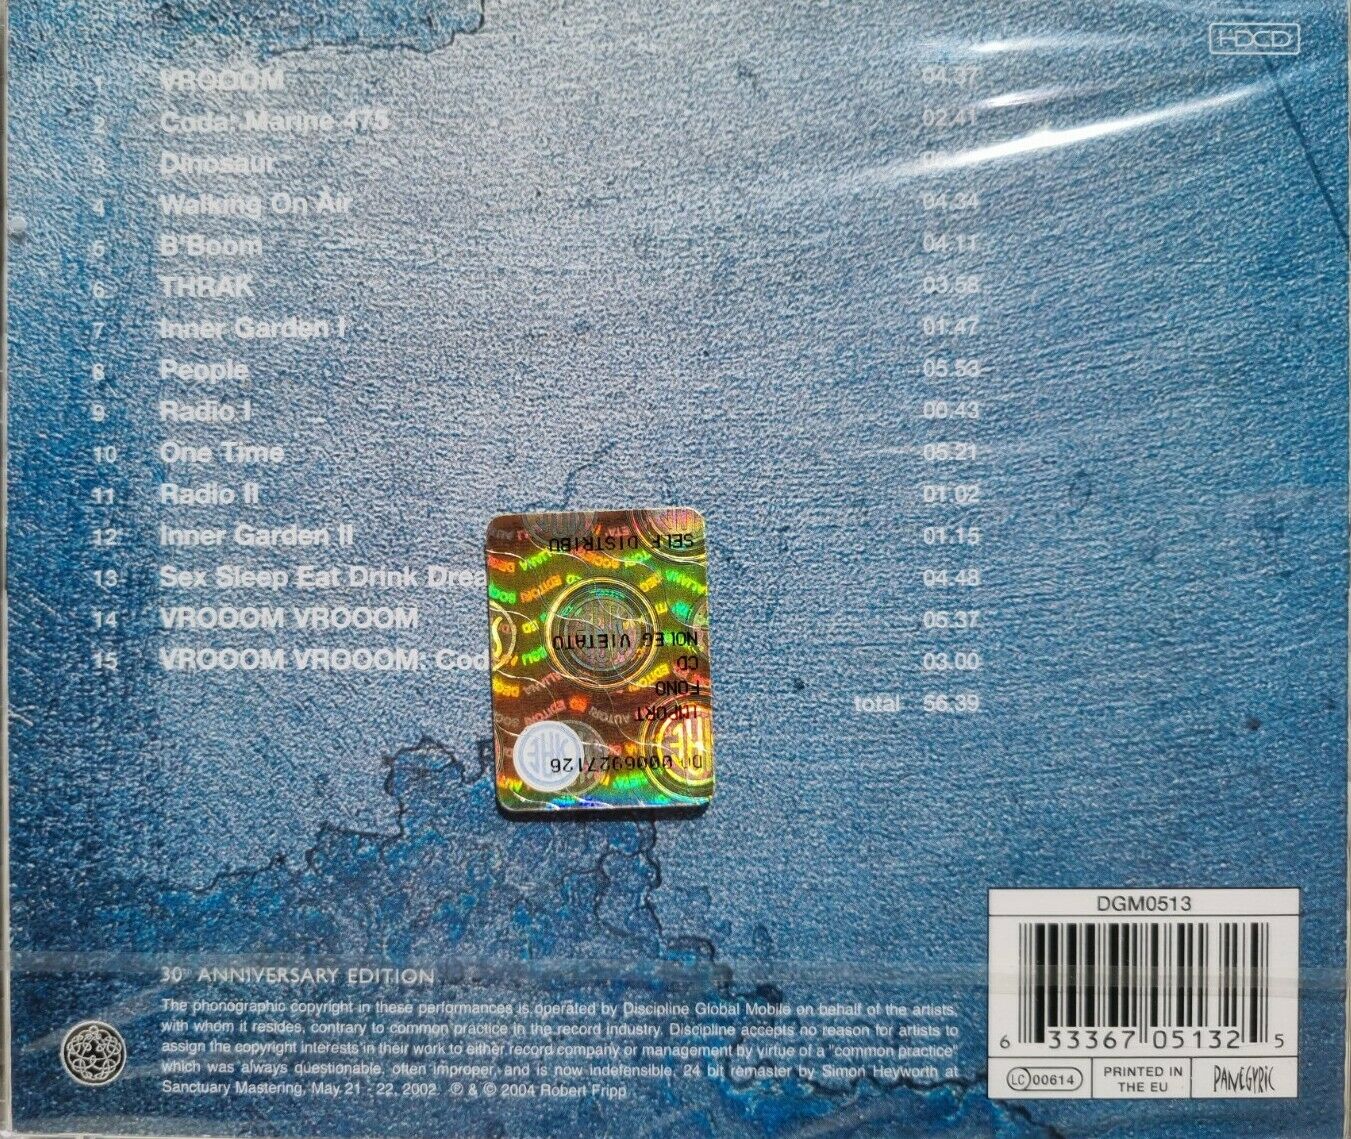 HDCD
1 VROOOM 04.37
2 Coda: Marine 475 02.41
3 Dinosaur
4 Walking On Air 04.34
5 B'Boom 04.11
6 THRAK 03.58
7 Inner Garden I 01.47
8 People 05.53
9 Radio I 00.43
10 One Time 05.21
11 Radio II 01.02
12 Inner Garden II 01.15
13 Sex Sleep Eat Drink 04.48
14 VROOOM VROOOM 05.37
15 VROOOM VROOOM: 03.00
total 56.39
SELF DISTRIBU
NOLEG VIETATO
CD
FONO
IMPORT
DO 0006927126
DGM0513
6 33367 05132 5
LC 00614
PRINTED IN
THE EU
PANEGYRIC
30TH ANNIVERSARY EDITION
The phonographic copyright in these performances is operated by Discipline Global Mobile on behalf of the artists,
with whom it resides, contrary to common practice in the record industry. Discipline accepts no reason for artists to
assign the copyright interests in their work to either record company or management by virtue of a "common practice"
which was always questionable, often improper, and is now indefensible. 24 bit remaster by Simon Heyworth at
Sanctuary Mastering, May 21 - 22, 2002 ℗ & © 2004 Robert Fripp